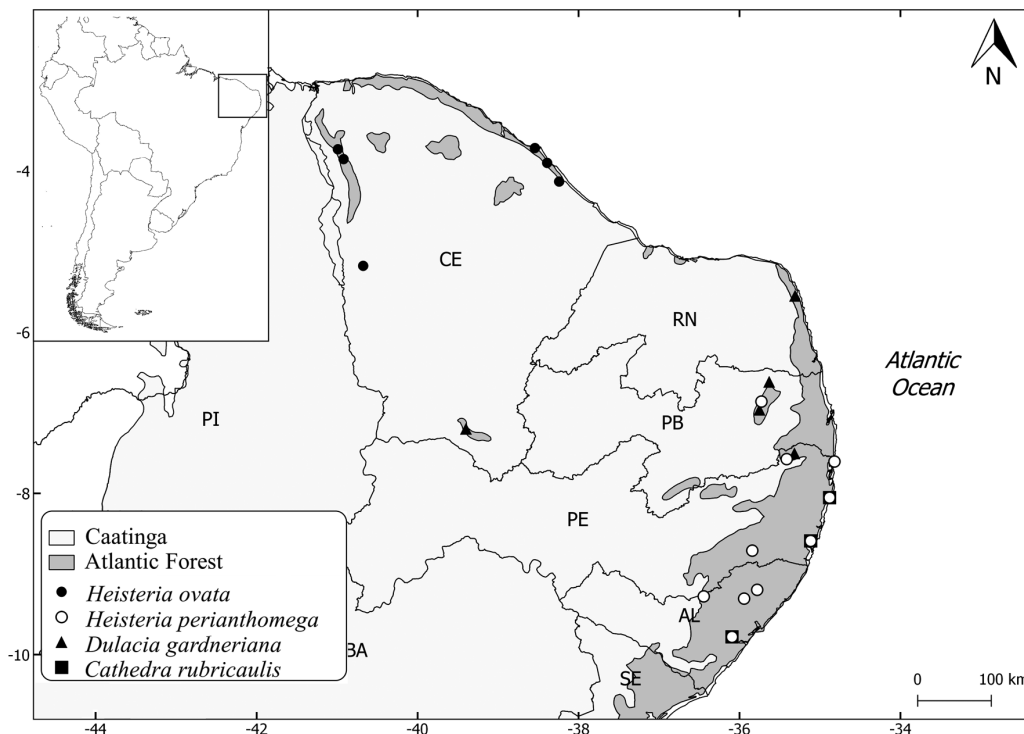 N
-4
CE
-6
RN
Atlantic
Ocean
PI
PB
-8
PE
Caatinga
Atlantic Forest
Heisteria ovata
Heisteria perianthomega
Dulacia gardneriana
Cathedra rubricaulis
AL
BA
-10
SE
0 100 km
-44 -42 -40 -38 -36 -34